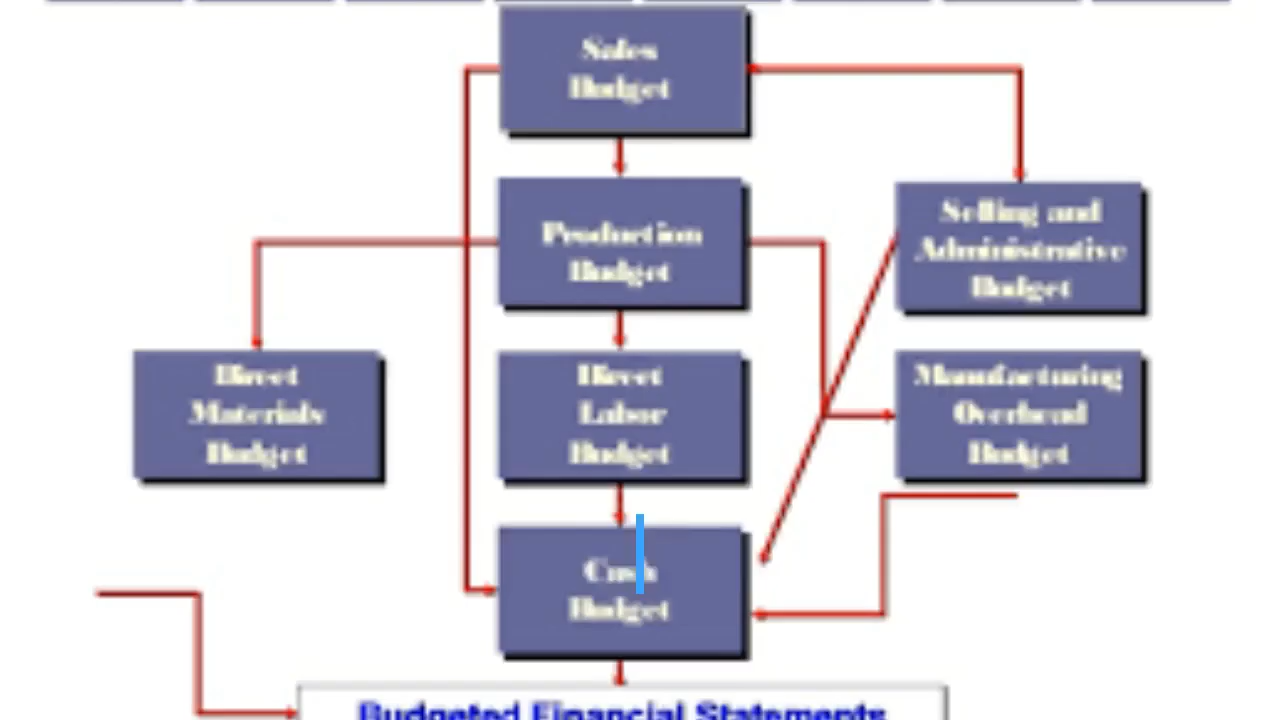 Sales
Budget
Production
Budget
Selling and
Administrative
Budget
Direct
Materials
Budget
Direct
Labor
Budget
Manufacturing
Overhead
Budget
Cash
Budget
Budgeted Financial Statements